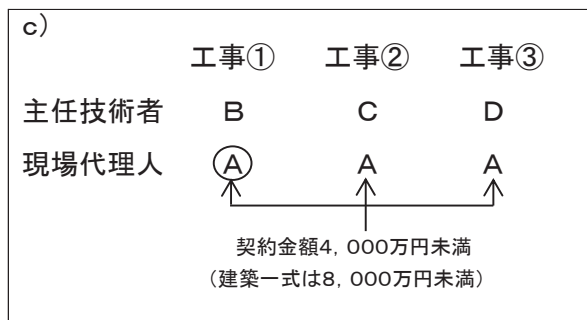 c）
工事① 工事② 工事③
主任技術者 B C D
現場代理人 A A A
契約金額4，000万円未満
（建築一式は8，000万円未満）